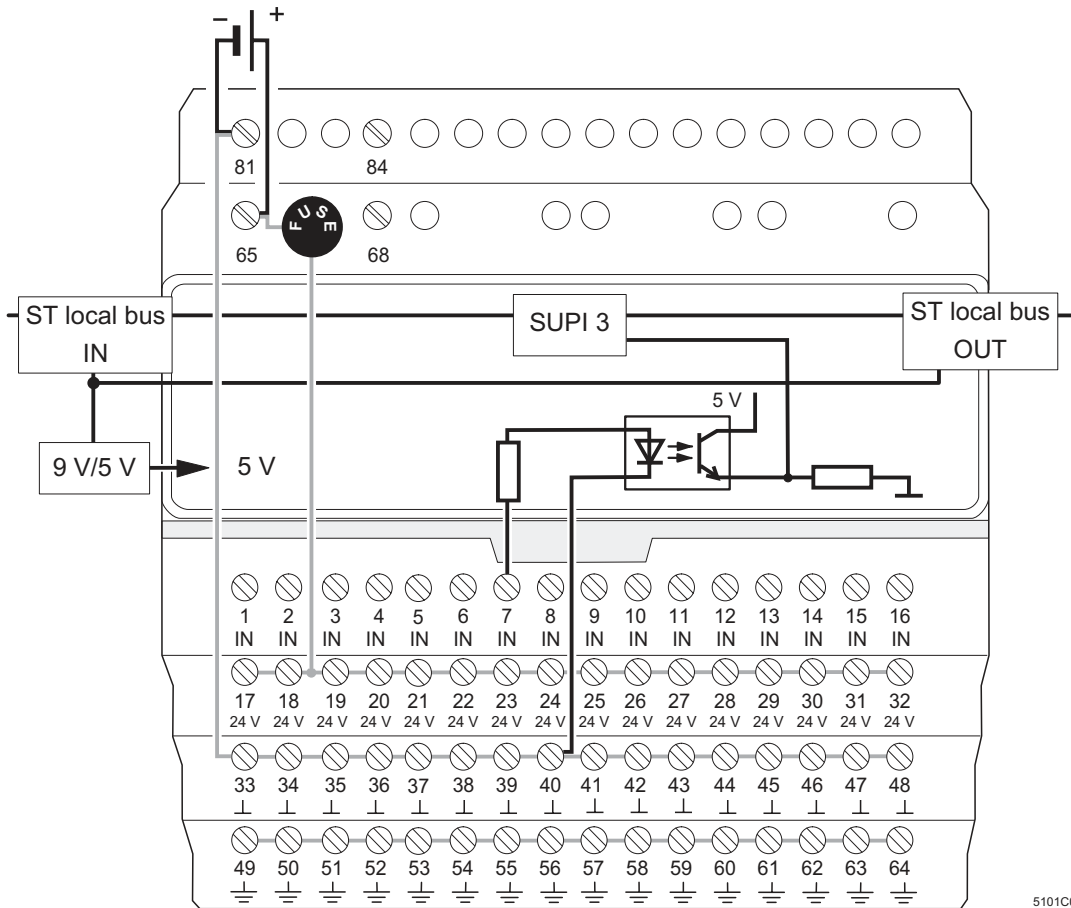 − +
81 84
FUSE
65 68
ST local bus IN
SUPI 3
ST local bus OUT
5 V
9 V/5 V
5 V
1 2 3 4 5 6 7 8 9 10 11 12 13 14 15 16
IN IN IN IN IN IN IN IN IN IN IN IN IN IN IN IN
17 18 19 20 21 22 23 24 25 26 27 28 29 30 31 32
24 V 24 V 24 V 24 V 24 V 24 V 24 V 24 V 24 V 24 V 24 V 24 V 24 V 24 V 24 V 24 V
33 34 35 36 37 38 39 40 41 42 43 44 45 46 47 48
49 50 51 52 53 54 55 56 57 58 59 60 61 62 63 64